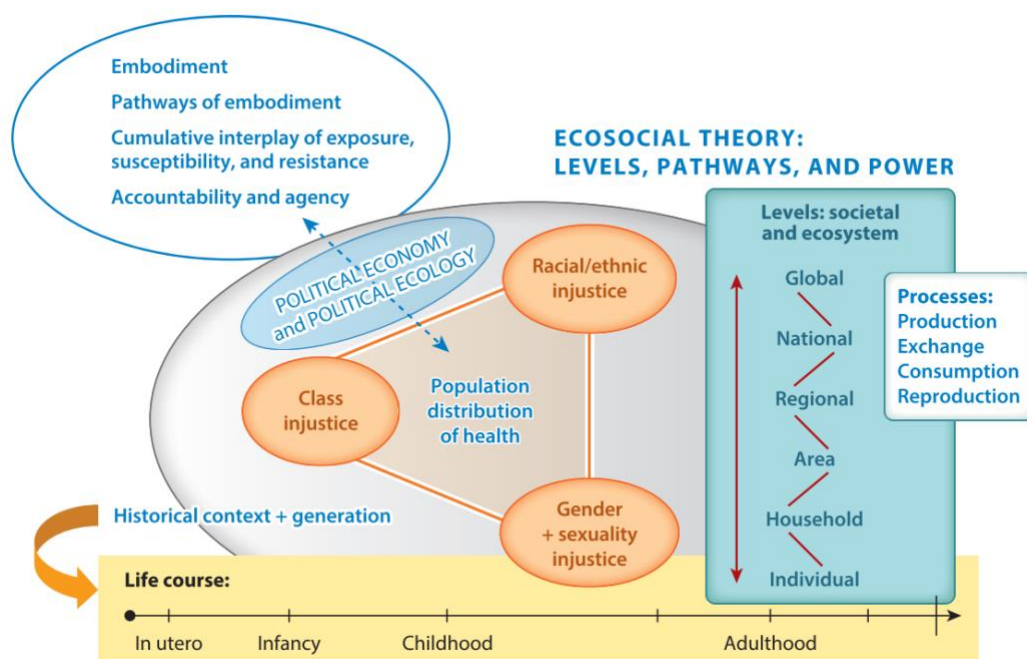 Embodiment
Pathways of embodiment
Cumulative interplay of exposure,
susceptibility, and resistance
Accountability and agency
ECOSOCIAL THEORY:
LEVELS, PATHWAYS, AND POWER
POLITICAL ECONOMY
and POLITICAL ECOLOGY
Racial/ethnic
injustice
Class
injustice
Population
distribution
of health
Gender
+ sexuality
injustice
Levels: societal
and ecosystem
Global
National
Regional
Area
Household
Individual
Processes:
Production
Exchange
Consumption
Reproduction
Historical context + generation
Life course:
In utero
Infancy
Childhood
Adulthood